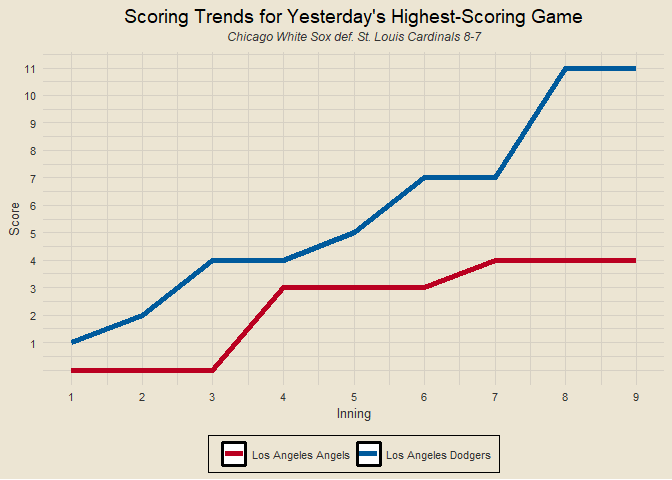 Scoring Trends for Yesterday's Highest-Scoring Game
Chicago White Sox def. St. Louis Cardinals 8-7
11
10
9
8
7
6
5
4
3
2
1
Score
1 2 3 4 5 6 7 8 9
Inning
Los Angeles Angels Los Angeles Dodgers